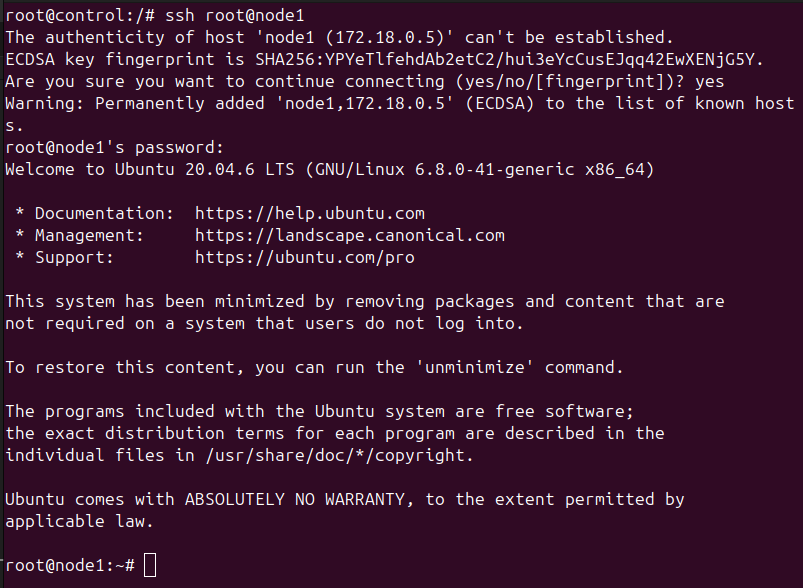 root@control:/# ssh root@node1
The authenticity of host 'node1 (172.18.0.5)' can't be established.
ECDSA key fingerprint is SHA256:YPYeTlfehdAb2etC2/hui3eYcCusEJqq42EwXENjG5Y.
Are you sure you want to continue connecting (yes/no/[fingerprint])? yes
Warning: Permanently added 'node1,172.18.0.5' (ECDSA) to the list of known host
s.
root@node1's password:
Welcome to Ubuntu 20.04.6 LTS (GNU/Linux 6.8.0-41-generic x86_64)
* Documentation:  https://help.ubuntu.com
* Management:     https://landscape.canonical.com
* Support:        https://ubuntu.com/pro
This system has been minimized by removing packages and content that are
not required on a system that users do not log into.
To restore this content, you can run the 'unminimize' command.
The programs included with the Ubuntu system are free software;
the exact distribution terms for each program are described in the
individual files in /usr/share/doc/*/copyright.
Ubuntu comes with ABSOLUTELY NO WARRANTY, to the extent permitted by
applicable law.
root@node1:~#